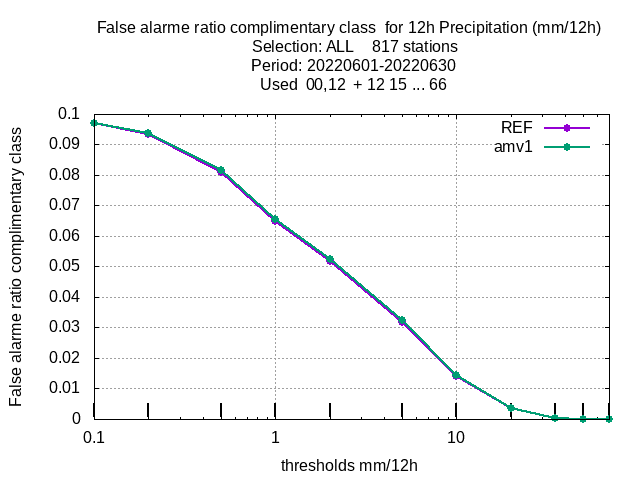 False alarme ratio complimentary class  for 12h Precipitation (mm/12h)
Selection: ALL    817 stations
Period: 20220601-20220630
Used  00,12  + 12 15 ... 66
False alarme ratio complimentary class
0.1
0.09
0.08
0.07
0.06
0.05
0.04
0.03
0.02
0.01
0
REF
amv1
0.1
1
10
thresholds mm/12h